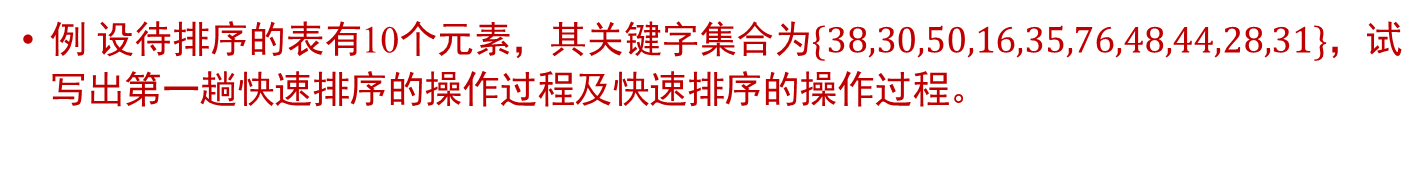 • 例 设待排序的表有10个元素，其关键字集合为{38,30,50,16,35,76,48,44,28,31}，试
写出第一趟快速排序的操作过程及快速排序的操作过程。